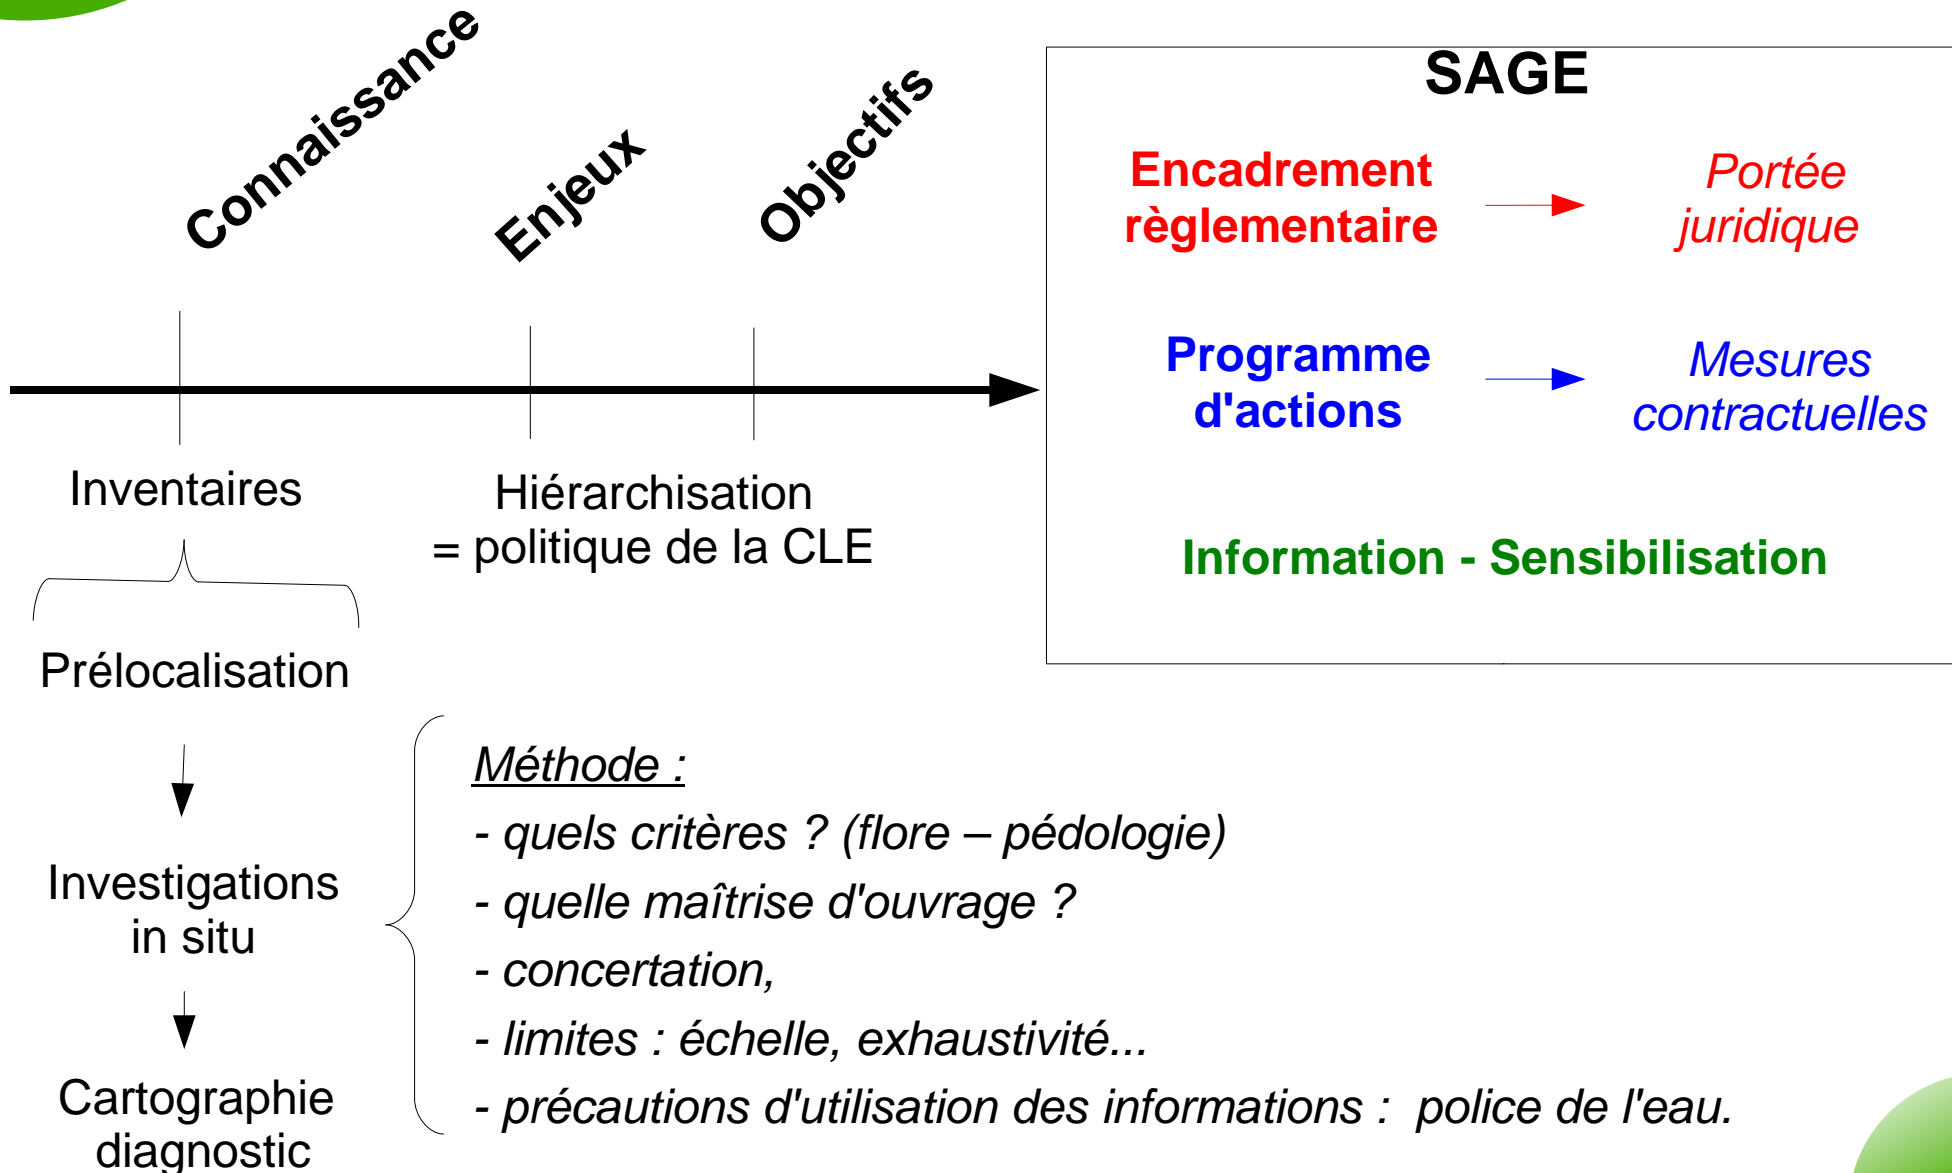 Connaissance
Enjeux
Objectifs
SAGE
Encadrement
règlementaire
Portée
juridique
Programme
d'actions
Mesures
contractuelles
Information - Sensibilisation
Inventaires
Hiérarchisation
= politique de la CLE
Prélocalisation
Investigations
in situ
Cartographie
diagnostic
Méthode :
- quels critères ? (flore – pédologie)
- quelle maîtrise d'ouvrage ?
- concertation,
- limites : échelle, exhaustivité...
- précautions d'utilisation des informations : police de l'eau.